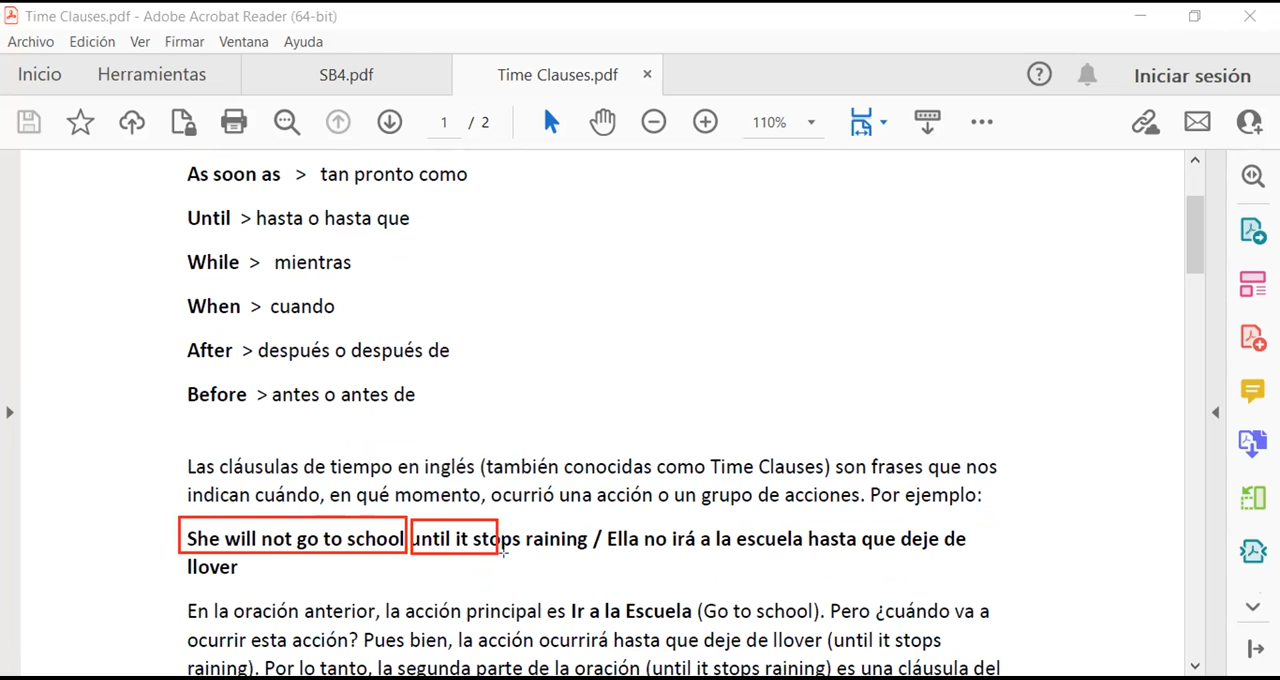 Time Clauses.pdf - Adobe Acrobat Reader (64-bit)
Archivo Edición Ver Firmar Ventana Ayuda
Inicio Herramientas SB4.pdf Time Clauses.pdf × Iniciar sesión
1 / 2 110%
As soon as > tan pronto como
Until > hasta o hasta que
While > mientras
When > cuando
After > después o después de
Before > antes o antes de
Las cláusulas de tiempo en inglés (también conocidas como Time Clauses) son frases que nos
indican cuándo, en qué momento, ocurrió una acción o un grupo de acciones. Por ejemplo:
She will not go to school until it stops raining / Ella no irá a la escuela hasta que deje de
llover
En la oración anterior, la acción principal es Ir a la Escuela (Go to school). Pero ¿cuándo va a
ocurrir esta acción? Pues bien, la acción ocurrirá hasta que deje de llover (until it stops
raining). Por lo tanto, la segunda parte de la oración (until it stops raining) es una cláusula del